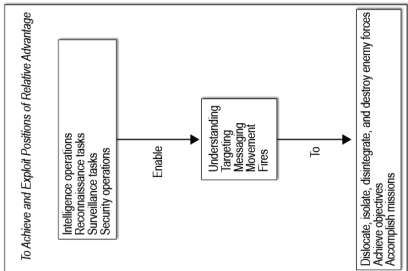 To Achieve and Exploit Positions of Relative Advantage
Intelligence operations
Reconnaissance tasks
Surveillance tasks
Security operations
Enable
Understanding
Targeting
Messaging
Movement
Fires
To
Dislocate, isolate, disintegrate, and destroy enemy forces
Achieve objectives
Accomplish missions